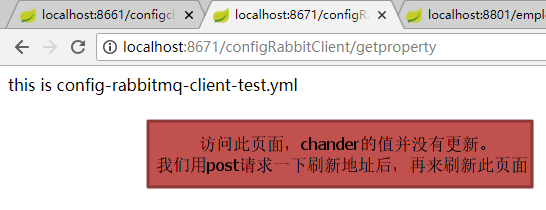 localhost:8661/configcl
localhost:8671/configRa
localhost:8801/emplo
localhost:8671/configRabbitClient/getproperty
this is config-rabbitmq-client-test.yml
访问此页面，chander的值并没有更新。
我们用post请求一下刷新地址后，再来刷新此页面